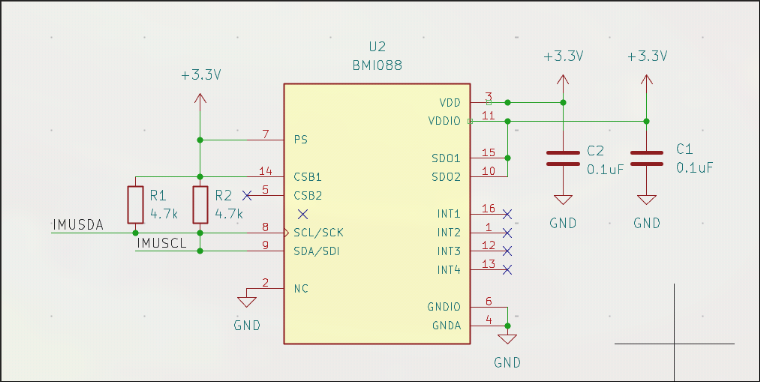 U2
BMI088
+3.3V
+3.3V
+3.3V
3 VDD
11 VDDIO
7 PS
15 SDO1
10 SDO2
14 CSB1
5 CSB2
C2
0.1uF
C1
0.1uF
R1
4.7k
R2
4.7k
IMUSDA
IMUSCL
8 SCL/SCK
9 SDA/SDI
INT1 16
INT2 1
INT3 12
INT4 13
GND
GND
2 NC
GND
GNDIO 6
GNDA 4
GND